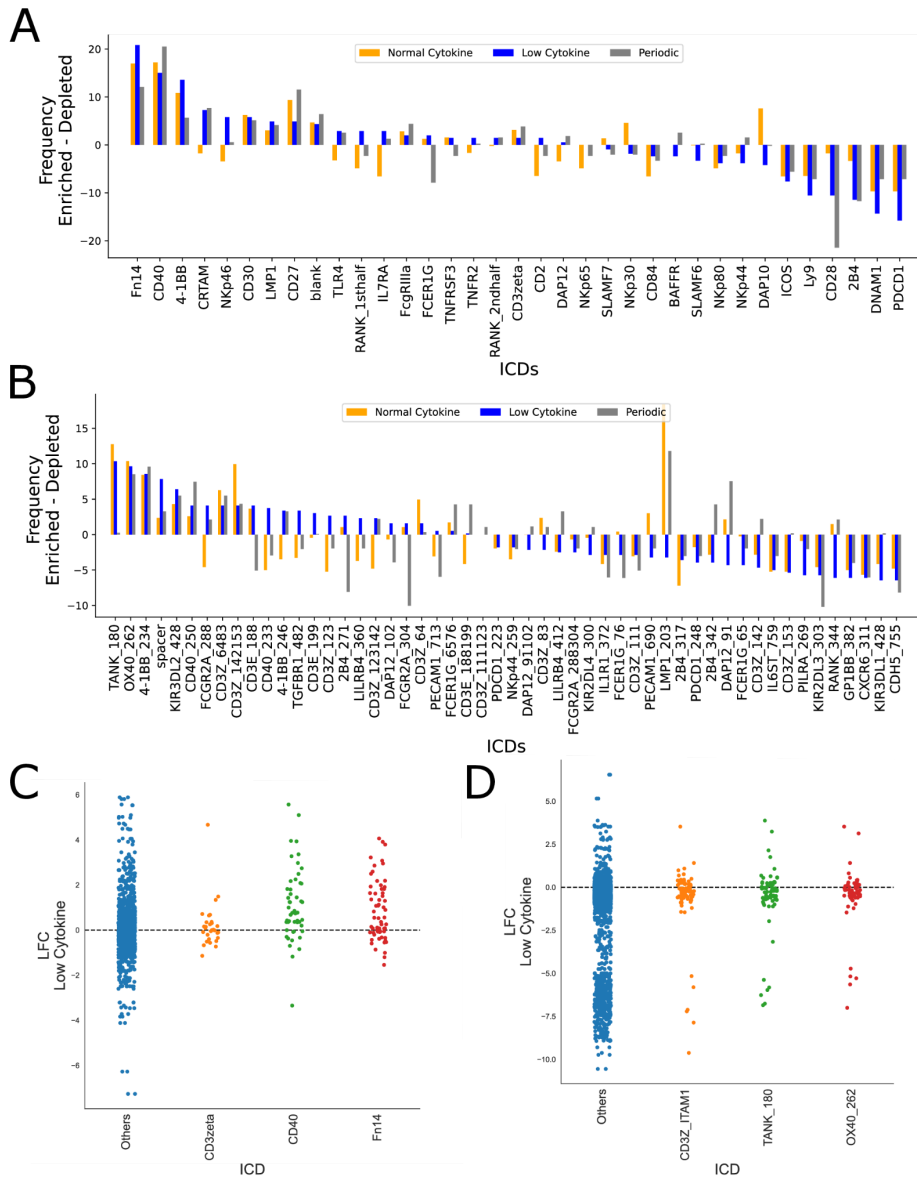 A
Frequency
Enriched - Depleted
Normal Cytokine Low Cytokine Periodic
20
10
0
−10
−20
Fn14 CD40 4-1BB CRTAM NKp46 CD30 LMP1 CD27 blank TLR4 RANK_1sthalf IL7RA FcgRIIIa FCER1G TNFRSF3 TNFR2 RANK_2ndhalf CD3zeta CD2 DAP12 NKp65 SLAMF7 NKp30 CD84 BAFFR SLAMF6 NKp80 NKp44 DAP10 ICOS Ly9 CD28 2B4 DNAM1 PDCD1
ICDs
B
Frequency
Enriched - Depleted
Normal Cytokine Low Cytokine Periodic
15
10
5
0
−5
−10
TANK_180 OX40_262 4-1BB_234 spacer KIR3DL2_428 CD40_250 FCGR2A_288 CD3Z_6483 CD3Z_142153 CD3E_188 CD40_233 4-1BB_246 TGFBR1_482 CD3E_199 CD3Z_123 2B4_271 LILRB4_360 CD3Z_123142 DAP12_102 FCGR2A_304 CD3Z_64 PECAM1_713 FCER1G_6576 CD3E_188199 CD3Z_111123 PDCD1_223 NKp44_259 DAP12_91102 CD3Z_83 LILRB4_412 FCGR2A_288304 KIR2DL4_300 IL1R1_372 FCER1G_76 CD3Z_111 PECAM1_690 2B4_317 PDCD1_248 2B4_342 DAP12_91 FCER1G_65 CD3Z_142 IL6ST_759 CD3Z_153 PILRA_269 KIR2DL3_303 RANK_344 GP1BB_382 CXCR6_311 KIR3DL1_428 CDH5_755
LMP1_203
ICDs
C
LFC
Low Cytokine
6
4
2
0
−2
−4
−6
Others CD3zeta CD40 Fn14
ICD
D
LFC
Low Cytokine
5.0
2.5
0.0
−2.5
−5.0
−7.5
−10.0
Others CD3Z_ITAM1 TANK_180 OX40_262
ICD